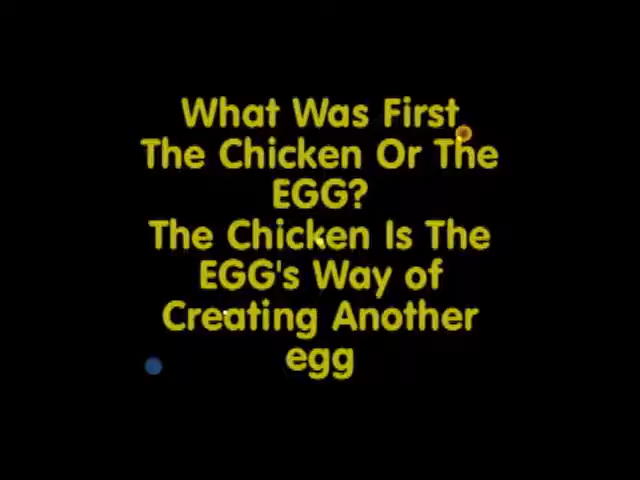 What Was First
The Chicken Or The
EGG?
The Chicken Is The
EGG's Way of
Creating Another
egg